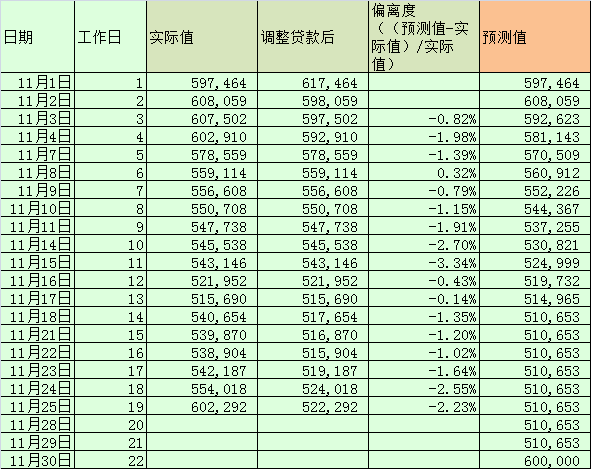 日期 工作日 实际值 调整贷款后 偏离度（（预测值-实际值）/实际值） 预测值
11月1日 1 597,464 617,464 597,464
11月2日 2 608,059 598,059 608,059
11月3日 3 607,502 597,502 -0.82% 592,623
11月4日 4 602,910 592,910 -1.98% 581,143
11月7日 5 578,559 578,559 -1.39% 570,509
11月8日 6 559,114 559,114 0.32% 560,912
11月9日 7 556,608 556,608 -0.79% 552,226
11月10日 8 550,708 550,708 -1.15% 544,367
11月11日 9 547,738 547,738 -1.91% 537,255
11月14日 10 545,538 545,538 -2.70% 530,821
11月15日 11 543,146 543,146 -3.34% 524,999
11月16日 12 521,952 521,952 -0.43% 519,732
11月17日 13 515,690 515,690 -0.14% 514,965
11月18日 14 540,654 517,654 -1.35% 510,653
11月21日 15 539,870 516,870 -1.20% 510,653
11月22日 16 538,904 515,904 -1.02% 510,653
11月23日 17 542,187 519,187 -1.64% 510,653
11月24日 18 554,018 524,018 -2.55% 510,653
11月25日 19 602,292 522,292 -2.23% 510,653
11月28日 20 510,653
11月29日 21 510,653
11月30日 22 600,000